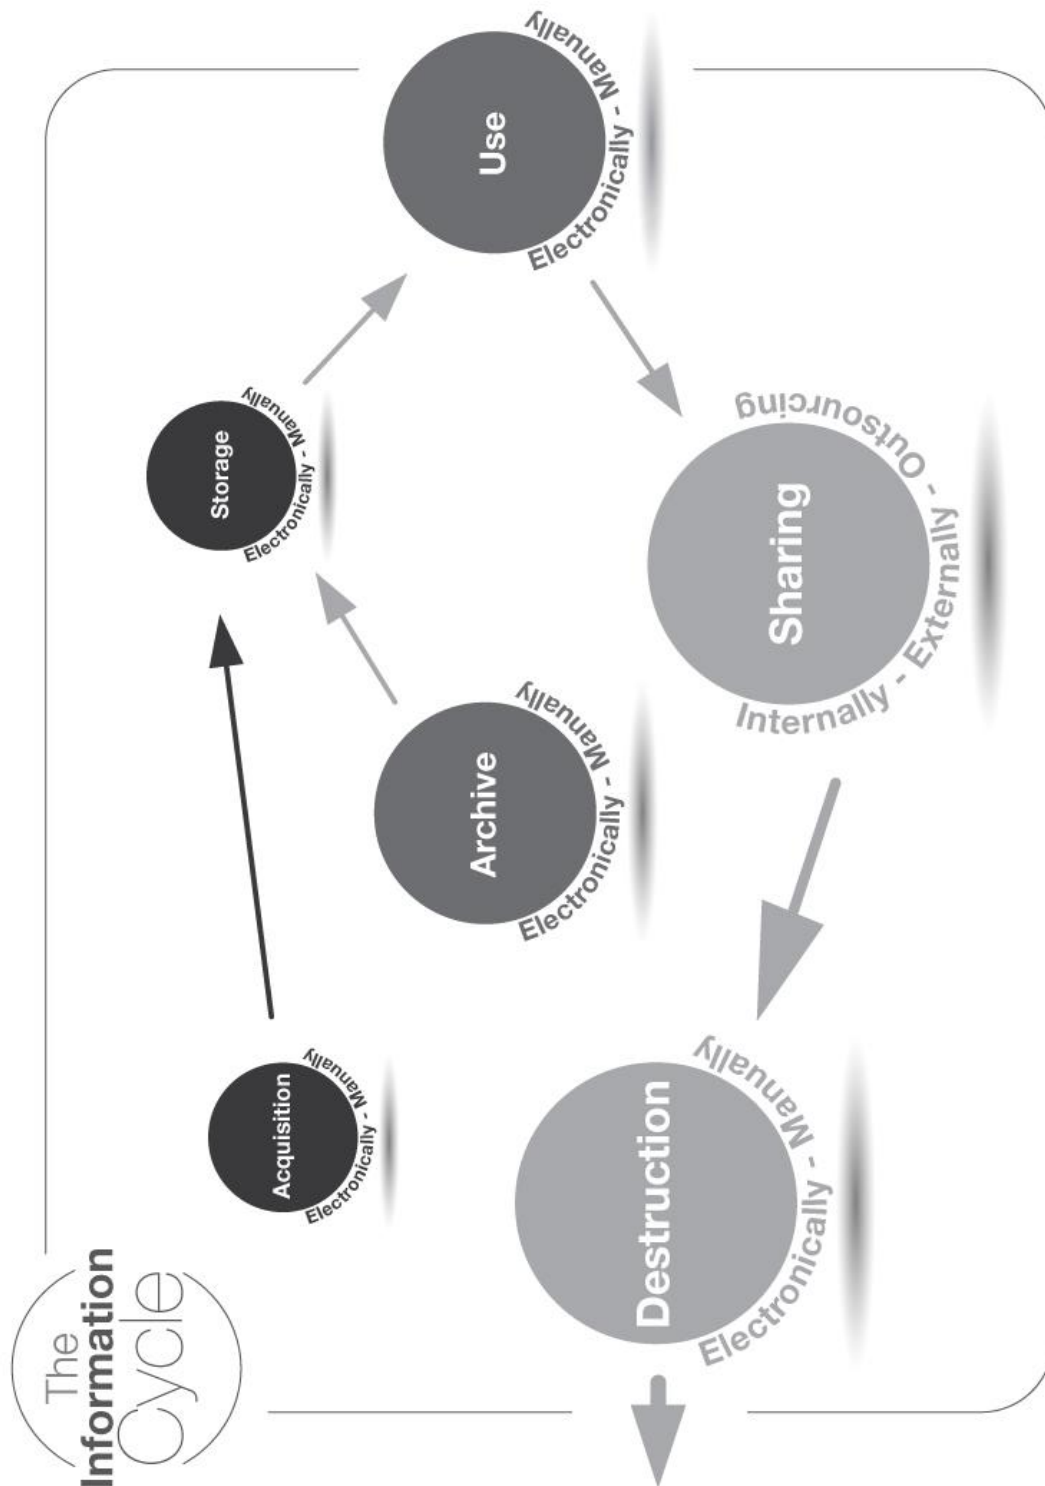 The
Information
Cycle
Acquisition
Electronically - Manually
Storage
Electronically - Manually
Archive
Electronically - Manually
Use
Electronically - Manually
Sharing
Internally - Externally - Outsourcing
Destruction
Electronically - Manually